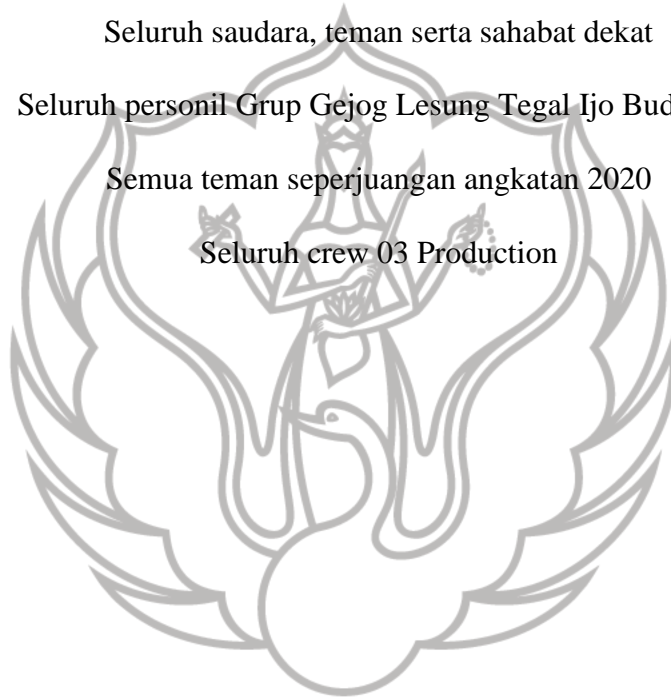 Seluruh saudara, teman serta sahabat dekat
Seluruh personil Grup Gejog Lesung Tegal Ijo
Semua teman seperjuangan angkatan 2020
Seluruh crew 03 Production